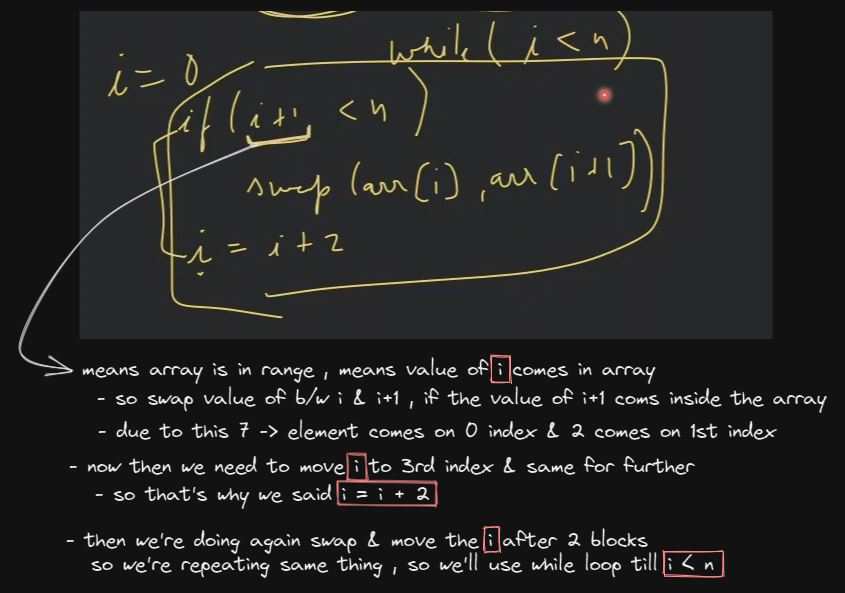 while( i < n)
i = 0
if ( i+1 < n )
swap (arr(i) , arr (i+1))
i = i + 2
means array is in range , means value of i comes in array
- so swap value of b/w i & i+1 , if the value of i+1 coms inside the array
- due to this 7 -> element comes on 0 index & 2 comes on 1st index
- now then we need to move i to 3rd index & same for further
- so that's why we said i = i + 2
- then we're doing again swap & move the i after 2 blocks
so we're repeating same thing , so we'll use while loop till i < n